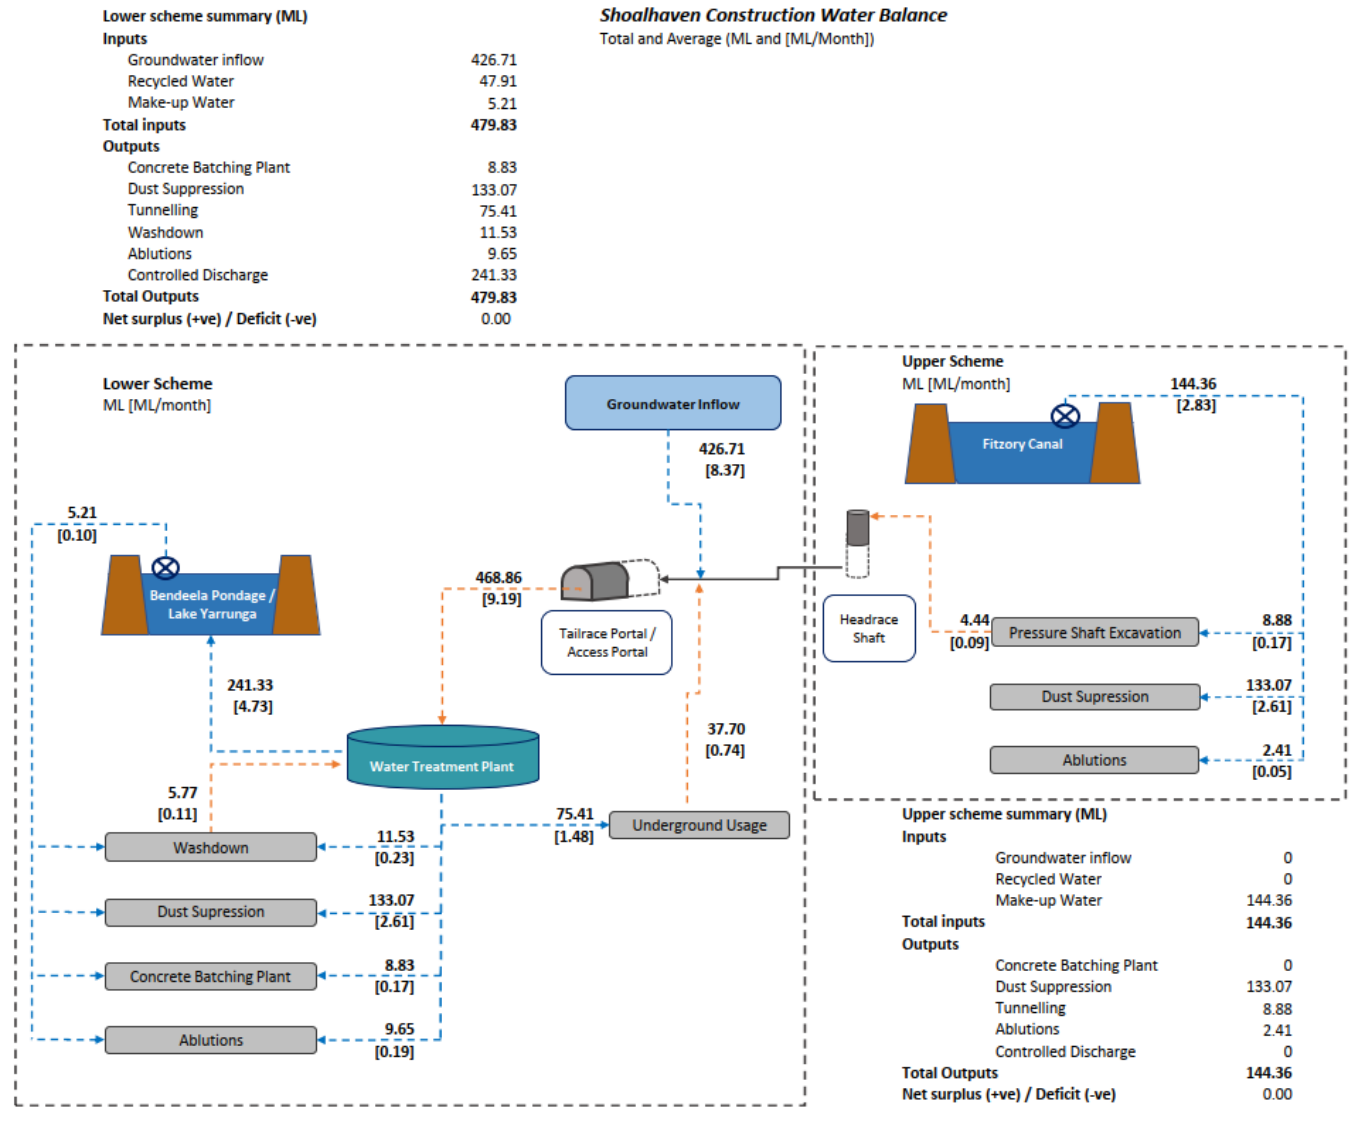 Lower scheme summary (ML)
Inputs
Groundwater inflow 426.71
Recycled Water 47.91
Make-up Water 5.21
Total inputs 479.83
Outputs
Concrete Batching Plant 8.83
Dust Suppression 133.07
Tunnelling 75.41
Washdown 11.53
Ablutions 9.65
Controlled Discharge 241.33
Total Outputs 479.83
Net surplus (+ve) / Deficit (-ve) 0.00
Shoalhaven Construction Water Balance
Total and Average (ML and [ML/Month])
Lower Scheme
ML [ML/month]
Groundwater Inflow
426.71
[8.37]
5.21
[0.10]
Bendeela Pondage /
Lake Yarrunga
468.86
[9.19]
Tailrace Portal /
Access Portal
241.33
[4.73]
37.70
[0.74]
Water Treatment Plant
5.77
[0.11]
75.41
[1.48]
Underground Usage
Washdown
11.53
[0.23]
Dust Supression
133.07
[2.61]
Concrete Batching Plant
8.83
[0.17]
Ablutions
9.65
[0.19]
Upper Scheme
ML [ML/month]
144.36
[2.83]
Fitzory Canal
Headrace
Shaft
4.44
[0.09]
Pressure Shaft Excavation
8.88
[0.17]
Dust Supression
133.07
[2.61]
Ablutions
2.41
[0.05]
Upper scheme summary (ML)
Inputs
Groundwater inflow 0
Recycled Water 0
Make-up Water 144.36
Total inputs 144.36
Outputs
Concrete Batching Plant 0
Dust Suppression 133.07
Tunnelling 8.88
Ablutions 2.41
Controlled Discharge 0
Total Outputs 144.36
Net surplus (+ve) / Deficit (-ve) 0.00